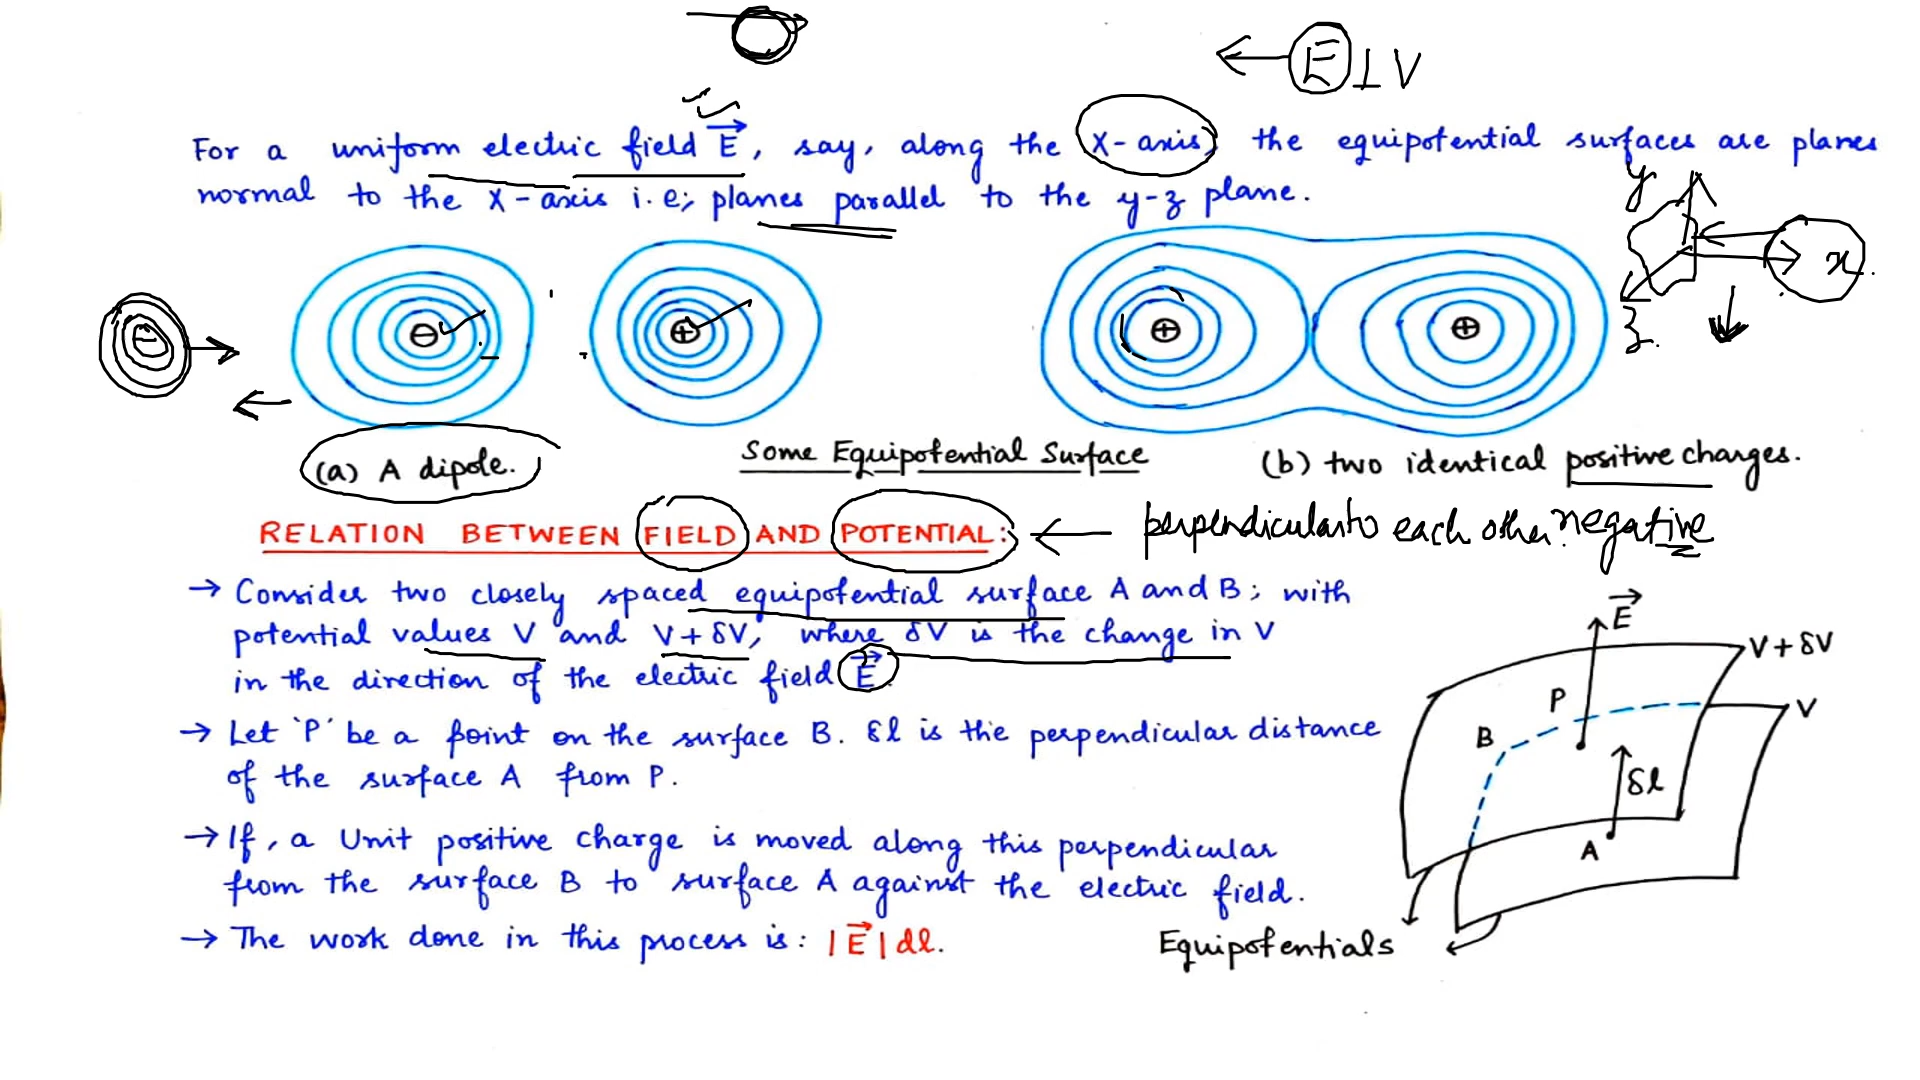 E ⊥ V
For a uniform electric field E⃗, say, along the X-axis, the equipotential surfaces are planes
normal to the X-axis i.e; planes parallel to the y-z plane.
y
x.
z.
(a) A dipole.
Some Equipotential Surface
(b) two identical positive charges.
RELATION BETWEEN FIELD AND POTENTIAL:
perpendicular to each other negative
→ Consider two closely spaced equipotential surface A and B; with
potential values V and V+δV, where δV is the change in V
in the direction of the electric field E⃗.
→ Let 'P' be a point on the surface B. δl is the perpendicular distance
of the surface A from P.
→ If, a Unit positive charge is moved along this perpendicular
from the surface B to surface A against the electric field.
→ The work done in this process is: |E⃗|dl.
E⃗
V+δV
P
V
B
δl
A
Equipotentials